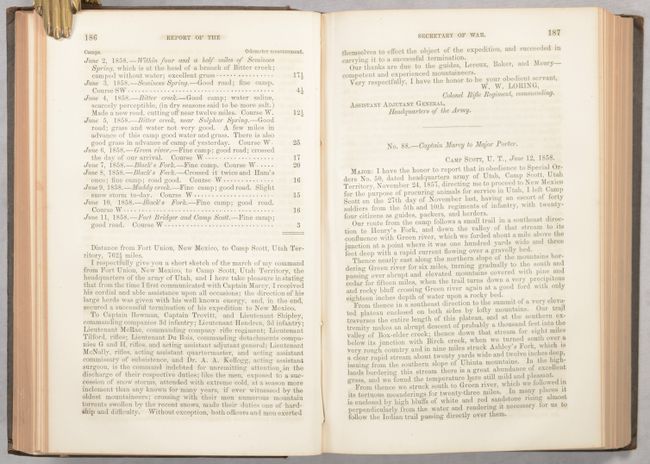 186 REPORT OF THE
Camps. Odometer measurement.
June 2, 1858.—Within four and a half miles of Seminoes
Spring, which is at the head of a branch of Bitter creek;
camped without water; excellent grass 17½
June 3, 1858.—Seminoes Spring.—Good road; fine camp.
Course SW 4½
June 4, 1858.—Bitter creek.—Good camp; water saline,
scarcely perceptible, (in dry seasons said to be more salt.)
Made a new road, cutting off near twelve miles. Course W. 12½
June 5, 1858.—Bitter creek, near Sulphur Spring.—Good
road; grass and water not very good. A few miles in
advance of this camp good water and grass. There is also
good grass in advance of camp of yesterday. Course W 25
June 6, 1858.—Green river.—Fine camp; good road; crossed
the day of our arrival. Course W 17
June 7, 1858.—Black's Fork.—Fine camp. Course W 20
June 8, 1858.—Black's Fork.—Crossed it twice and Ham's
once; fine camp; road good. Course W 16
June 9, 1858.—Muddy creek.—Fine camp; good road. Slight
snow storm to-day. Course W 15
June 10, 1858.—Black's Fork.—Fine camp; good road.
Course W 16
June 11, 1858.—Fort Bridger and Camp Scott.—Fine camp;
good road. Course W 3
Distance from Fort Union, New Mexico, to Camp Scott, Utah Ter-
ritory, 762½ miles.
I respectfully give you a short sketch of the march of my command
from Fort Union, New Mexico, to Camp Scott, Utah Territory, the
headquarters of the army of Utah, and I here take pleasure in stating
that from the time I first communicated with Captain Marcy, I received
his cordial and able assistance upon all occasions; the direction of his
large herds was given with his well known energy, and, in the end,
secured a successful termination of his expedition to New Mexico.
To Captain Bowman, Captain Trevitt, and Lieutenant Shipley,
commanding companies 3d infantry; Lieutenant Hendren, 3d infantry;
Lieutenant McRae, commanding company rifle regiment; Lieutenant
Tilford, rifles; Lieutenant Du Bois, commanding detachments compa-
nies G and H, rifles, and acting assistant adjutant general; Lieutenant
McNally, rifles, acting assistant quartermaster, and acting assistant
commissary of subsistence, and Dr. A. A. Kellogg, acting assistant
surgeon, is the command indebted for unremitting attention in the
discharge of their respective duties; like the men, exposed to a suc-
cession of snow storms, attended with extreme cold, at a season more
inclement than any known for many years, if ever witnessed by the
oldest mountaineers; crossing with their men numerous mountain
torrents swollen by the recent snows, made their duties one of hard-
ship and difficulty. Without exception, both officers and men exerted
SECRETARY OF WAR. 187
themselves to effect the object of the expedition, and succeeded in
carrying it to a successful termination.
Our thanks are due to the guides, Leroux, Baker, and Maury—
competent and experienced mountaineers.
Very respectfully, I have the honor to be your obedient servant,
W. W. LORING,
Colonel Rifle Regiment, commanding.
ASSISTANT ADJUTANT GENERAL,
Headquarters of the Army.
No. 88.—Captain Marcy to Major Porter.
CAMP SCOTT, U. T., June 12, 1858.
MAJOR: I have the honor to report that in obedience to Special Or-
ders No. 50, dated headquarters army of Utah, Camp Scott, Utah
Territory, November 24, 1857, directing me to proceed to New Mexico
for the purpose of procuring animals for service in Utah, I left Camp
Scott on the 27th day of November last, having an escort of forty
soldiers from the 5th and 10th regiments of infantry, with twenty-
four citizens as guides, packers, and herders.
Our route from the camp follows a small trail in a southeast direc-
tion to Henry's Fork, and down the valley of that stream to its
confluence with Green river, which we forded about a mile above the
junction at a point where it was one hundred yards wide and three
feet deep with a rapid current flowing over a gravelly bed.
Thence nearly east along the northern slope of the mountains bor-
dering Green river for six miles, turning gradually to the south and
passing over abrupt and elevated mountains covered with pine and
cedar for fifteen miles, when the trail turns down a very precipitous
and rocky bluff crossing Green river again at a good ford with only
eighteen inches depth of water upon a rocky bed.
From thence in a southeast direction to the summit of a very eleva-
ted plateau enclosed on both sides by lofty mountains. Our trail
traverses the entire length of this plateau, and at the southern ex-
tremity makes an abrupt descent of probably a thousand feet into the
valley of Box-elder creek; thence down that stream for eight miles
below its junction with Birch creek, when we turned south over a
very rough country and in nine miles struck Ashley's Fork, which is
a clear rapid stream about twenty yards wide and twelve inches deep,
issuing from the southern slope of Uhinta mountains. In the high-
lands bordering this stream there is a great abundance of excellent
grass, and we found the temperature here still mild and pleasant.
From thence we struck south to Green river, which we followed in
its tortuous meanderings for twenty-three miles. In many places it
is enclosed by high bluffs of white and red sandstone rising almost
perpendicularly from the water and rendering it necessary for us to
follow the Indian trail passing directly over them.